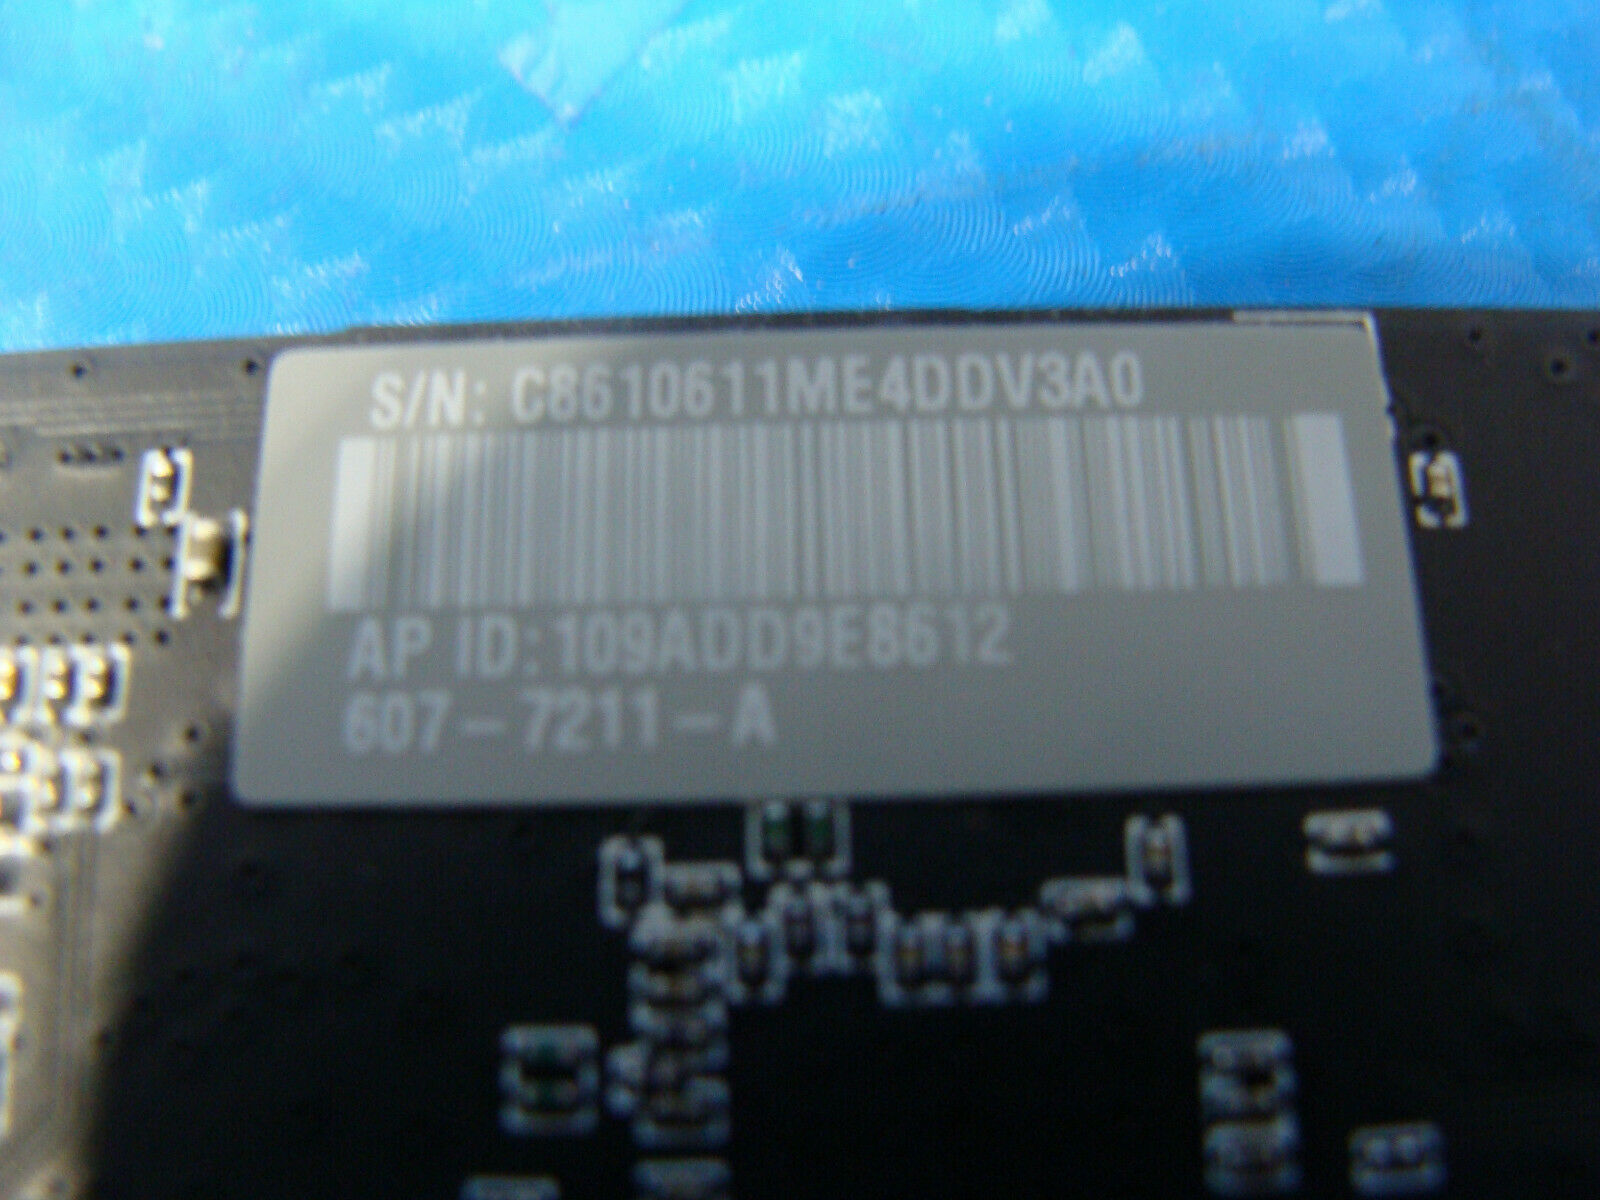 S/N: C8610611ME4DDV3A0
AP ID: 109ADD9E8612
607-7211-A